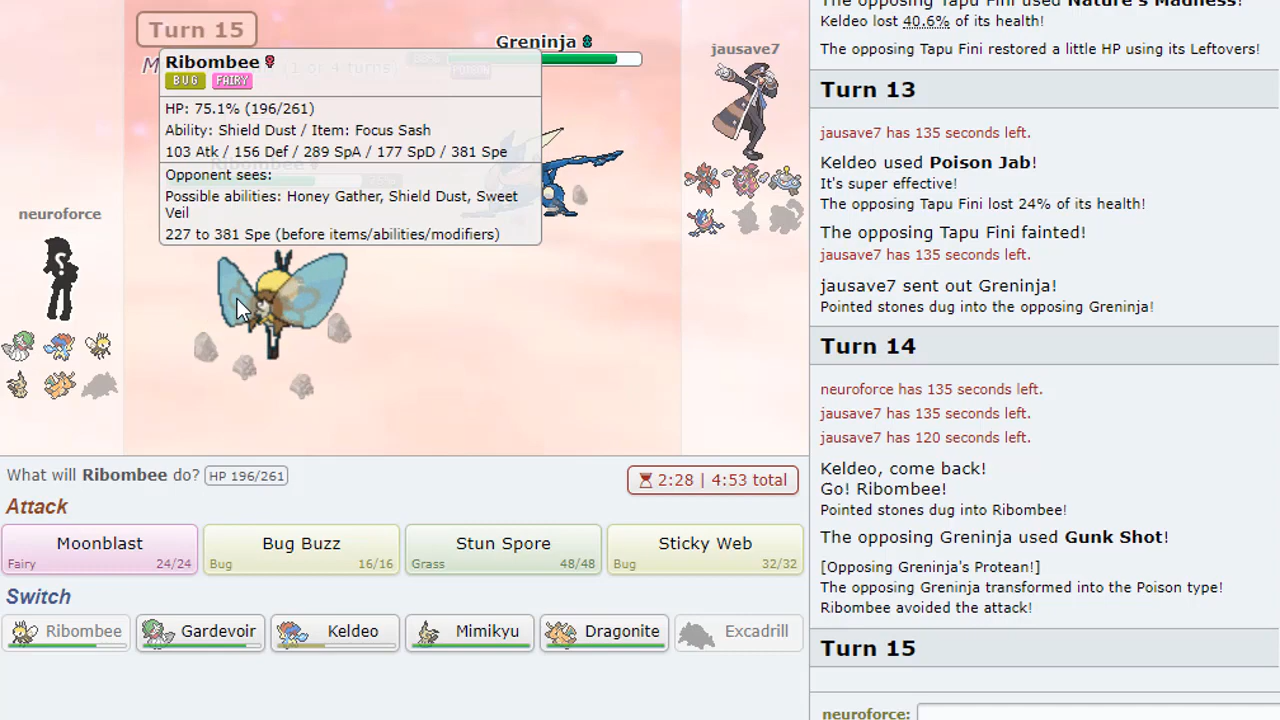 Turn 15
Greninja
Ribombee
BUG FAIRY
HP: 75.1% (196/261)
Ability: Shield Dust / Item: Focus Sash
103 Atk / 156 Def / 289 SpA / 177 SpD / 381 Spe
Opponent sees:
Possible abilities: Honey Gather, Shield Dust, Sweet
Veil
227 to 381 Spe (before items/abilities/modifiers)
neuroforce
jausave7
What will Ribombee do? HP 196/261
2:28 | 4:53 total
Attack
Moonblast
Fairy 24/24
Bug Buzz
Bug 16/16
Stun Spore
Grass 48/48
Sticky Web
Bug 32/32
Switch
Ribombee Gardevoir Keldeo Mimikyu Dragonite Excadrill
The opposing Tapu Fini used Nature's Madness!
Keldeo lost 40.6% of its health!
The opposing Tapu Fini restored a little HP using its Leftovers!
Turn 13
jausave7 has 135 seconds left.
Keldeo used Poison Jab!
It's super effective!
The opposing Tapu Fini lost 24% of its health!
The opposing Tapu Fini fainted!
jausave7 has 135 seconds left.
jausave7 sent out Greninja!
Pointed stones dug into the opposing Greninja!
Turn 14
neuroforce has 135 seconds left.
jausave7 has 135 seconds left.
jausave7 has 120 seconds left.
Keldeo, come back!
Go! Ribombee!
Pointed stones dug into Ribombee!
The opposing Greninja used Gunk Shot!
[Opposing Greninja's Protean!]
The opposing Greninja transformed into the Poison type!
Ribombee avoided the attack!
Turn 15
neuroforce: